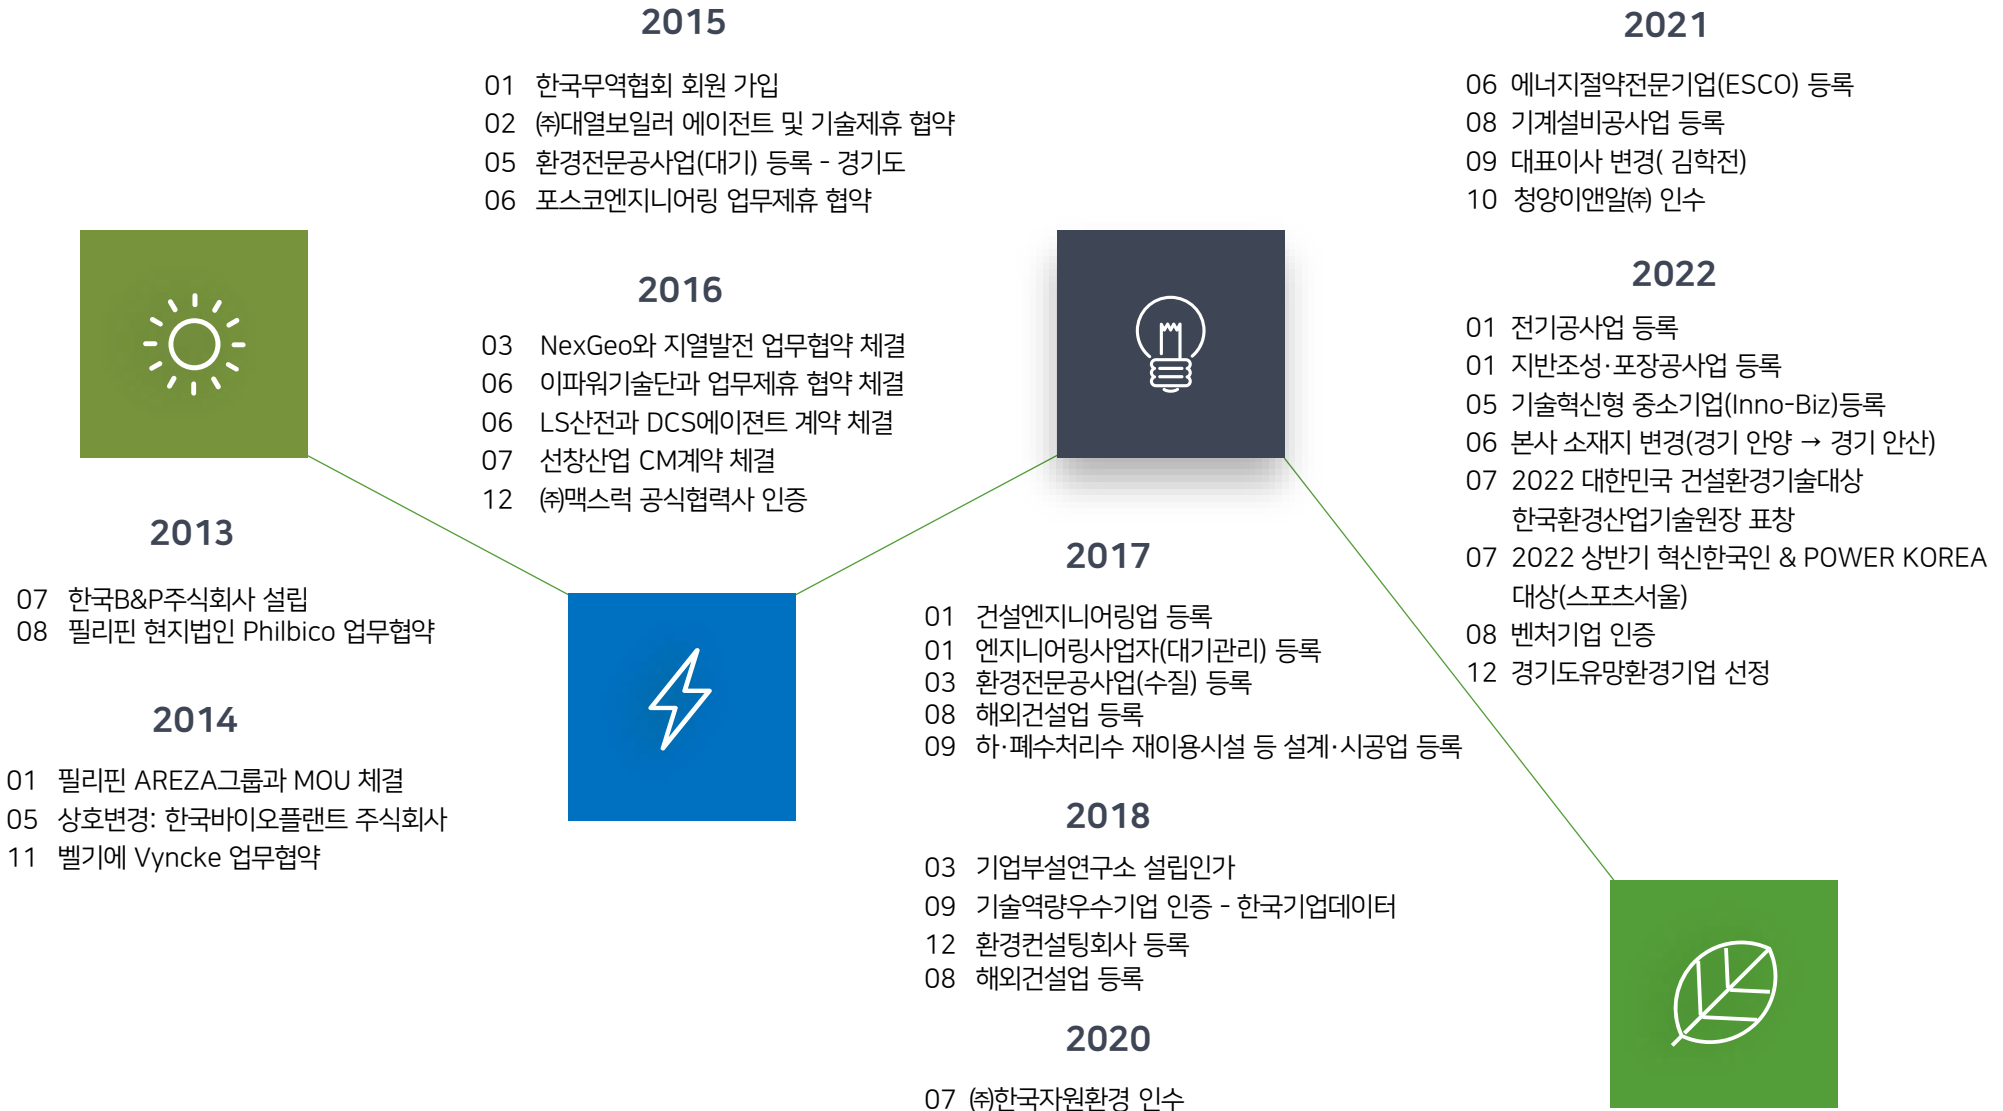 2013
07 한국B&P주식회사 설립
08 필리핀 현지법인 Philbico 업무협약
2014
01 필리핀 AREZA그룹과 MOU 체결
05 상호변경: 한국바이오플랜트 주식회사
11 벨기에 Vyncke 업무협약
2015
01 한국무역협회 회원 가입
02 ㈜대열보일러 에이전트 및 기술제휴 협약
05 환경전문공사업(대기) 등록 - 경기도
06 포스코엔지니어링 업무제휴 협약
2016
03 NexGeo와 지열발전 업무협약 체결
06 이파워기술단과 업무제휴 협약 체결
06 LS산전과 DCS에이젼트 계약 체결
07 선창산업 CM계약 체결
12 ㈜맥스럭 공식협력사 인증
2017
01 건설엔지니어링업 등록
01 엔지니어링사업자(대기관리) 등록
03 환경전문공사업(수질) 등록
08 해외건설업 등록
09 하·폐수처리수 재이용시설 등 설계·시공업 등록
2018
03 기업부설연구소 설립인가
09 기술역량우수기업 인증 - 한국기업데이터
12 환경컨설팅회사 등록
08 해외건설업 등록
2020
07 ㈜한국자원환경 인수
2021
06 에너지절약전문기업(ESCO) 등록
08 기계설비공사업 등록
09 대표이사 변경( 김학전)
10 청양이앤알㈜ 인수
2022
01 전기공사업 등록
01 지반조성·포장공사업 등록
05 기술혁신형 중소기업(Inno-Biz)등록
06 본사 소재지 변경(경기 안양 → 경기 안산)
07 2022 대한민국 건설환경기술대상
한국환경산업기술원장 표창
07 2022 상반기 혁신한국인 & POWER KOREA
대상(스포츠서울)
08 벤처기업 인증
12 경기도유망환경기업 선정